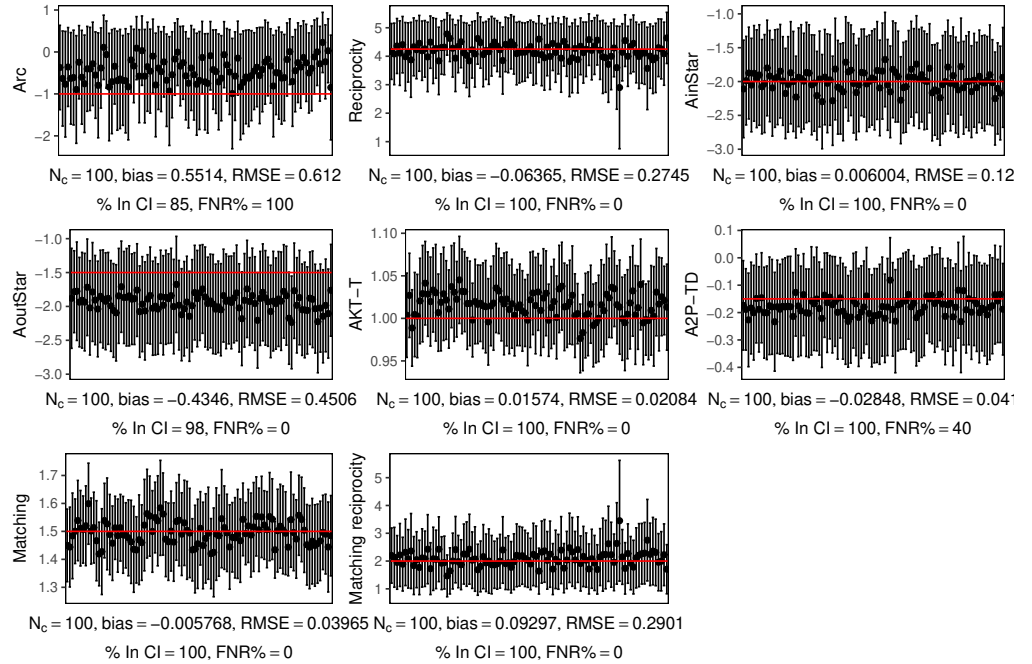 Arc
1
0
−1
−2
N_c = 100, bias = 0.5514, RMSE = 0.612
% In CI = 85, FNR% = 100
Reciprocity
5
4
3
2
1
N_c = 100, bias = −0.06365, RMSE = 0.2745
% In CI = 100, FNR% = 0
AinStar
−1.0
−1.5
−2.0
−2.5
−3.0
N_c = 100, bias = 0.006004, RMSE = 0.12
% In CI = 100, FNR% = 0
AoutStar
−1.0
−1.5
−2.0
−2.5
−3.0
N_c = 100, bias = −0.4346, RMSE = 0.4506
% In CI = 98, FNR% = 0
AKT−T
1.10
1.05
1.00
0.95
N_c = 100, bias = 0.01574, RMSE = 0.02084
% In CI = 100, FNR% = 0
A2P−TD
0.1
0.0
−0.1
−0.2
−0.3
−0.4
N_c = 100, bias = −0.02848, RMSE = 0.041
% In CI = 100, FNR% = 40
Matching
1.7
1.6
1.5
1.4
1.3
N_c = 100, bias = −0.005768, RMSE = 0.03965
% In CI = 100, FNR% = 0
Matching reciprocity
5
4
3
2
1
N_c = 100, bias = 0.09297, RMSE = 0.2901
% In CI = 100, FNR% = 0